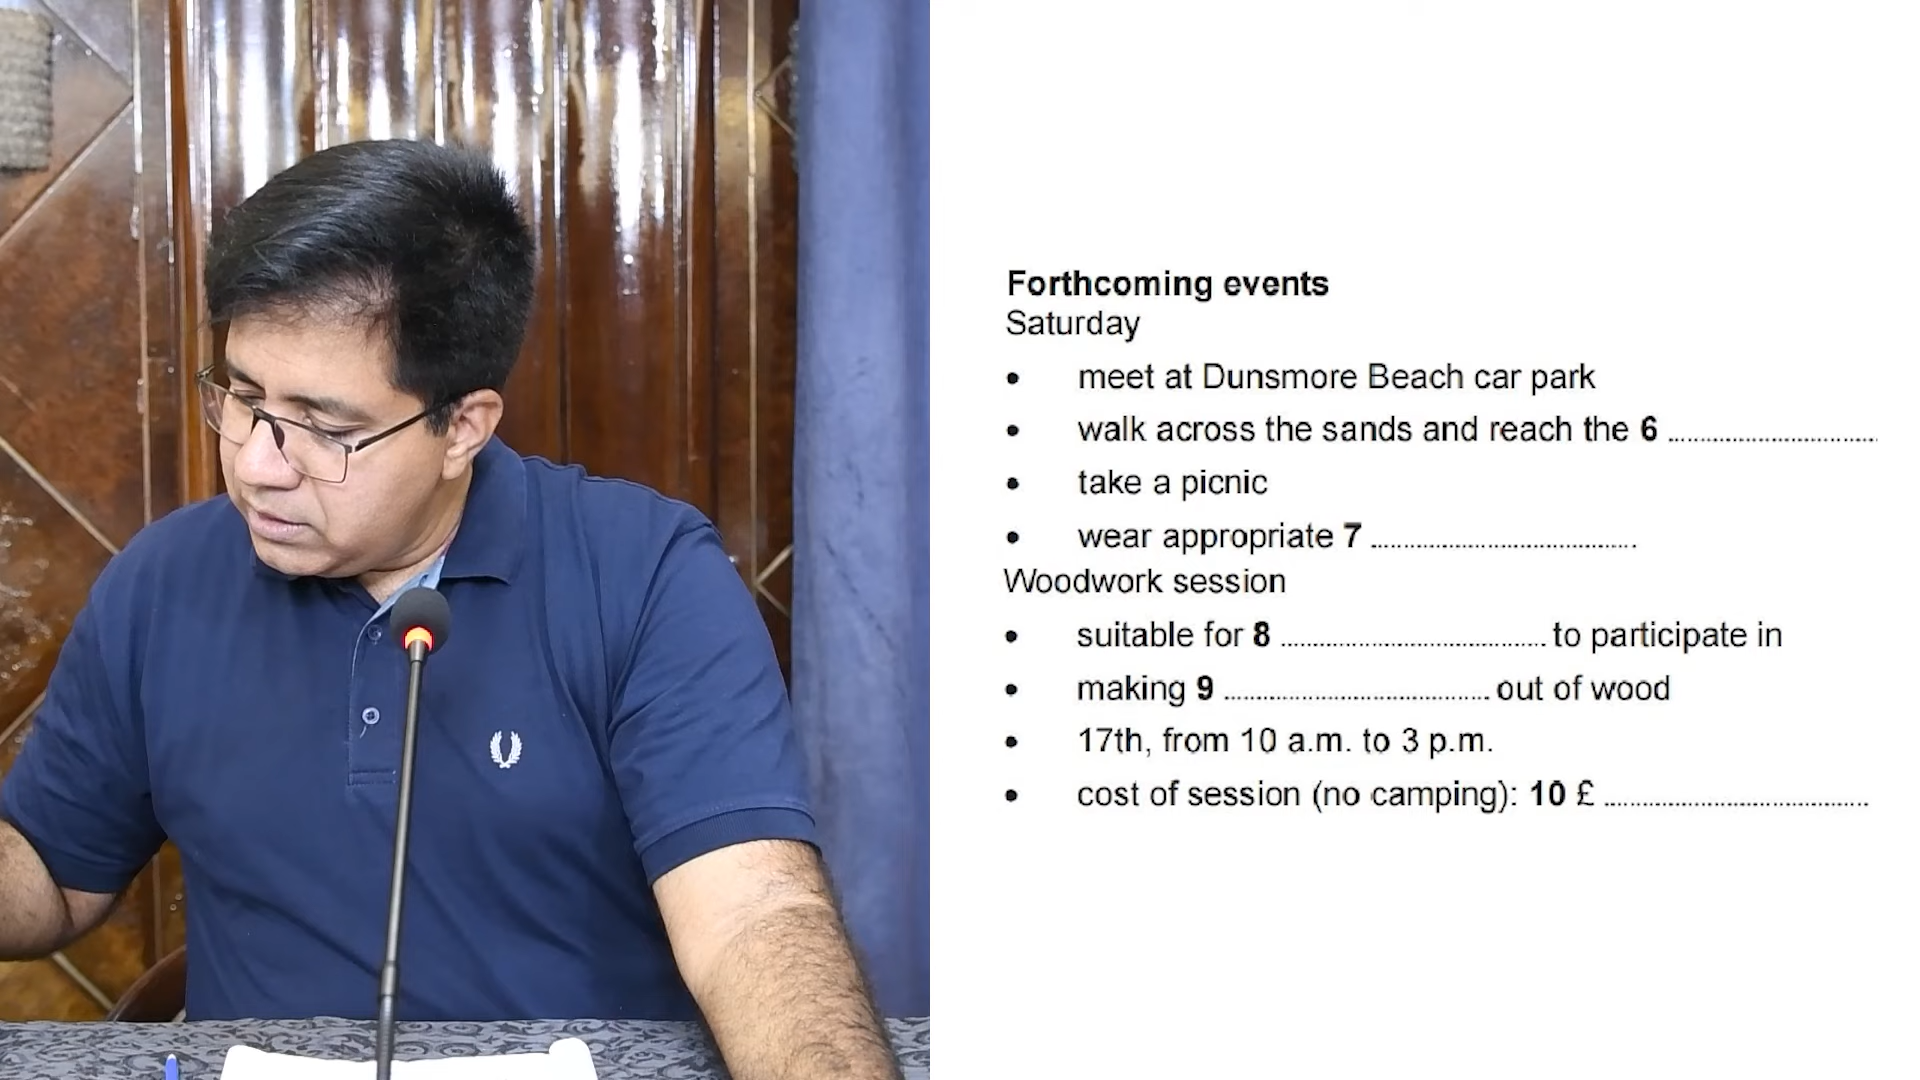 Forthcoming events
Saturday
• meet at Dunsmore Beach car park
• walk across the sands and reach the 6 ....................................
• take a picnic
• wear appropriate 7 ..............................................
Woodwork session
• suitable for 8 .............................................. to participate in
• making 9 .............................................. out of wood
• 17th, from 10 a.m. to 3 p.m.
• cost of session (no camping): 10 £ ..............................................